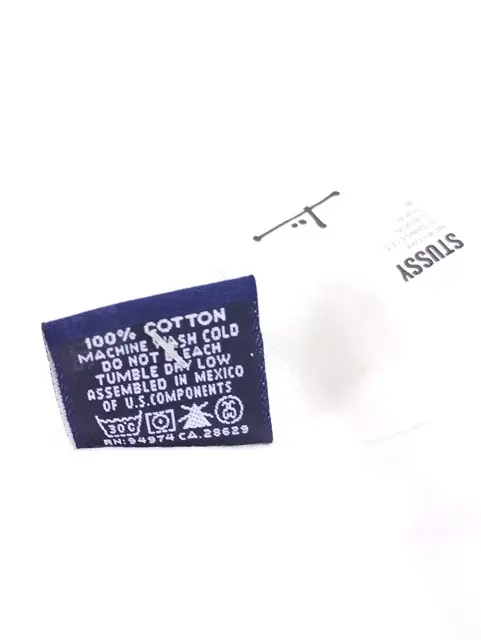 STUSSY
100% COTTON
MACHINE WASH COLD
DO NOT BLEACH
TUMBLE DRY LOW
ASSEMBLED IN MEXICO
OF U.S. COMPONENTS
30°C
RN: 94974 CA. 28629